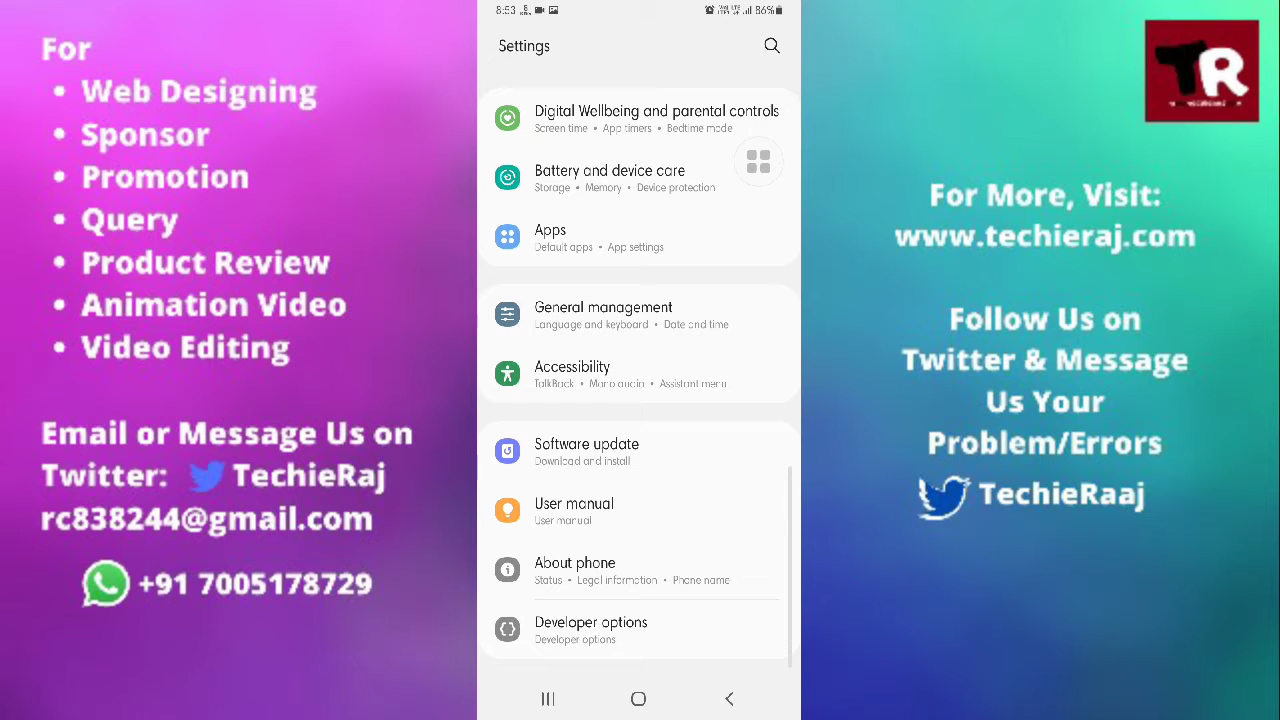 For
• Web Designing
• Sponsor
• Promotion
• Query
• Product Review
• Animation Video
• Video Editing
Email or Message Us on
Twitter: TechieRaj
rc838244@gmail.com
+91 7005178729
8:53
86%
Settings
Digital Wellbeing and parental controls
Screen time • App timers • Bedtime mode
Battery and device care
Storage • Memory • Device protection
Apps
Default apps • App settings
General management
Language and keyboard • Date and time
Accessibility
TalkBack • Mono audio • Assistant menu
Software update
Download and install
User manual
User manual
About phone
Status • Legal information • Phone name
Developer options
Developer options
TR
For More, Visit:
www.techieraj.com
Follow Us on
Twitter & Message
Us Your
Problem/Errors
TechieRaaj